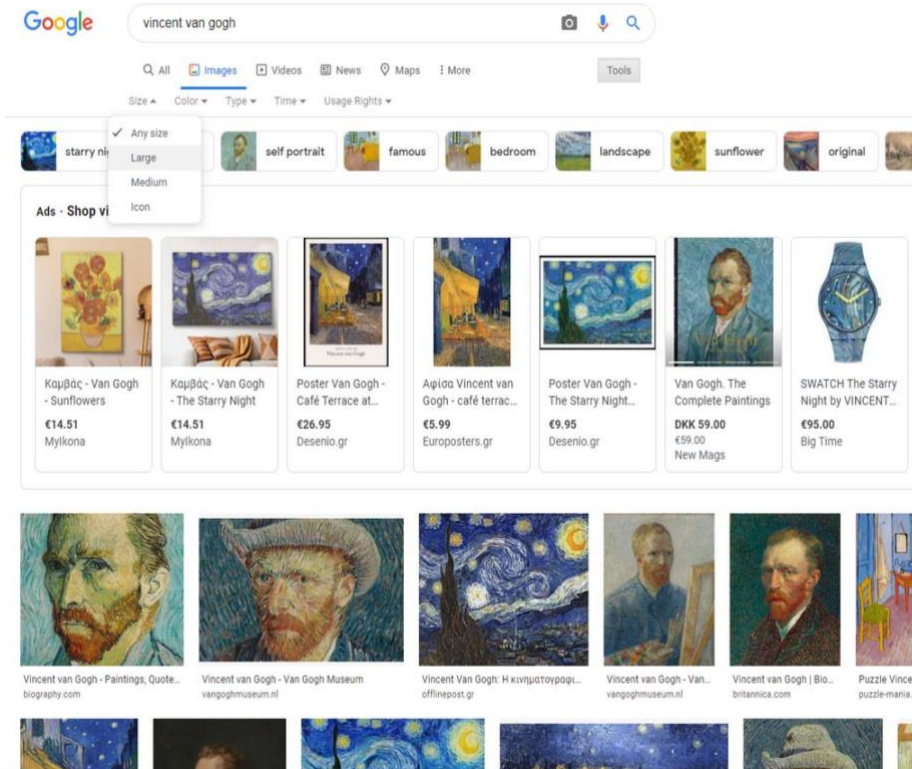 Google
vincent van gogh
All Images Videos News Maps More
Tools
Size Color Type Time Usage Rights
Any size
Large
Medium
Icon
starry ni
self portrait
famous
bedroom
landscape
sunflower
original
Ads · Shop vi
Καμβάς - Van Gogh
- Sunflowers
€14.51
Mylkona
Καμβάς - Van Gogh
- The Starry Night
€14.51
Mylkona
Poster Van Gogh -
Café Terrace at...
€26.95
Desenio.gr
Αφίσα Vincent van
Gogh - café terrac...
€5.99
Europosters.gr
Poster Van Gogh -
The Starry Night...
€9.95
Desenio.gr
Van Gogh. The
Complete Paintings
DKK 59.00
€59.00
New Mags
SWATCH The Starry
Night by VINCENT...
€95.00
Big Time
Vincent van Gogh - Paintings, Quote...
biography.com
Vincent van Gogh - Van Gogh Museum
vangoghmuseum.nl
Vincent Van Gogh: Η κινηματογραφι...
offlinepost.gr
Vincent van Gogh - Van...
vangoghmuseum.nl
Vincent van Gogh | Bio...
britannica.com
Puzzle Vince
puzzle-mania.